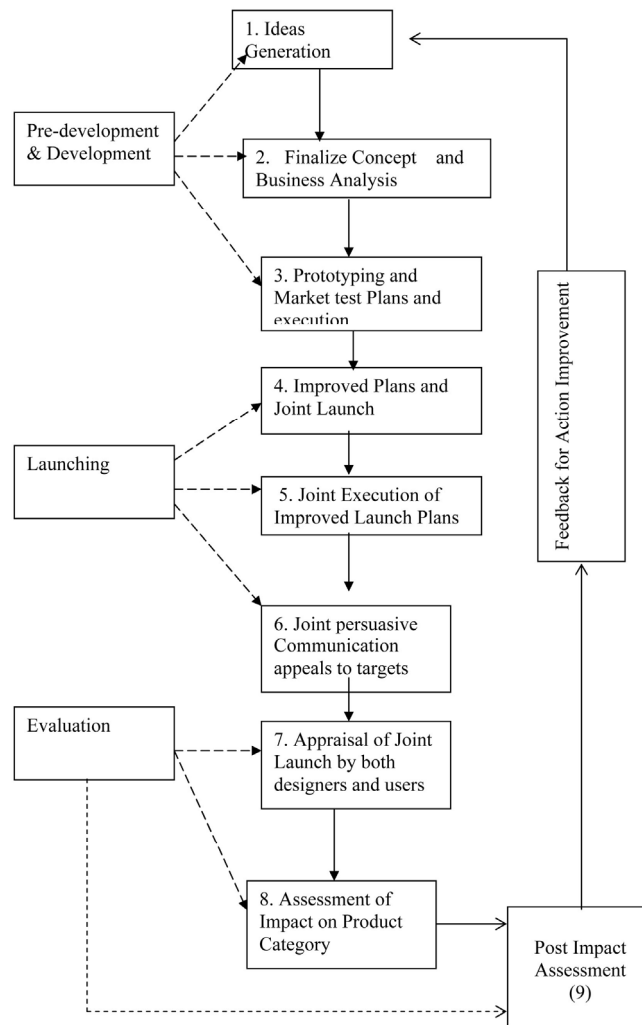 1. Ideas
Generation
Pre-development
& Development
2. Finalize Concept and
Business Analysis
3. Prototyping and
Market test Plans and
execution
4. Improved Plans and
Joint Launch
Launching
5. Joint Execution of
Improved Launch Plans
6. Joint persuasive
Communication
appeals to targets
Evaluation
7. Appraisal of Joint
Launch by both
designers and users
8. Assessment of
Impact on Product
Category
Post Impact
Assessment
(9)
Feedback for Action Improvement